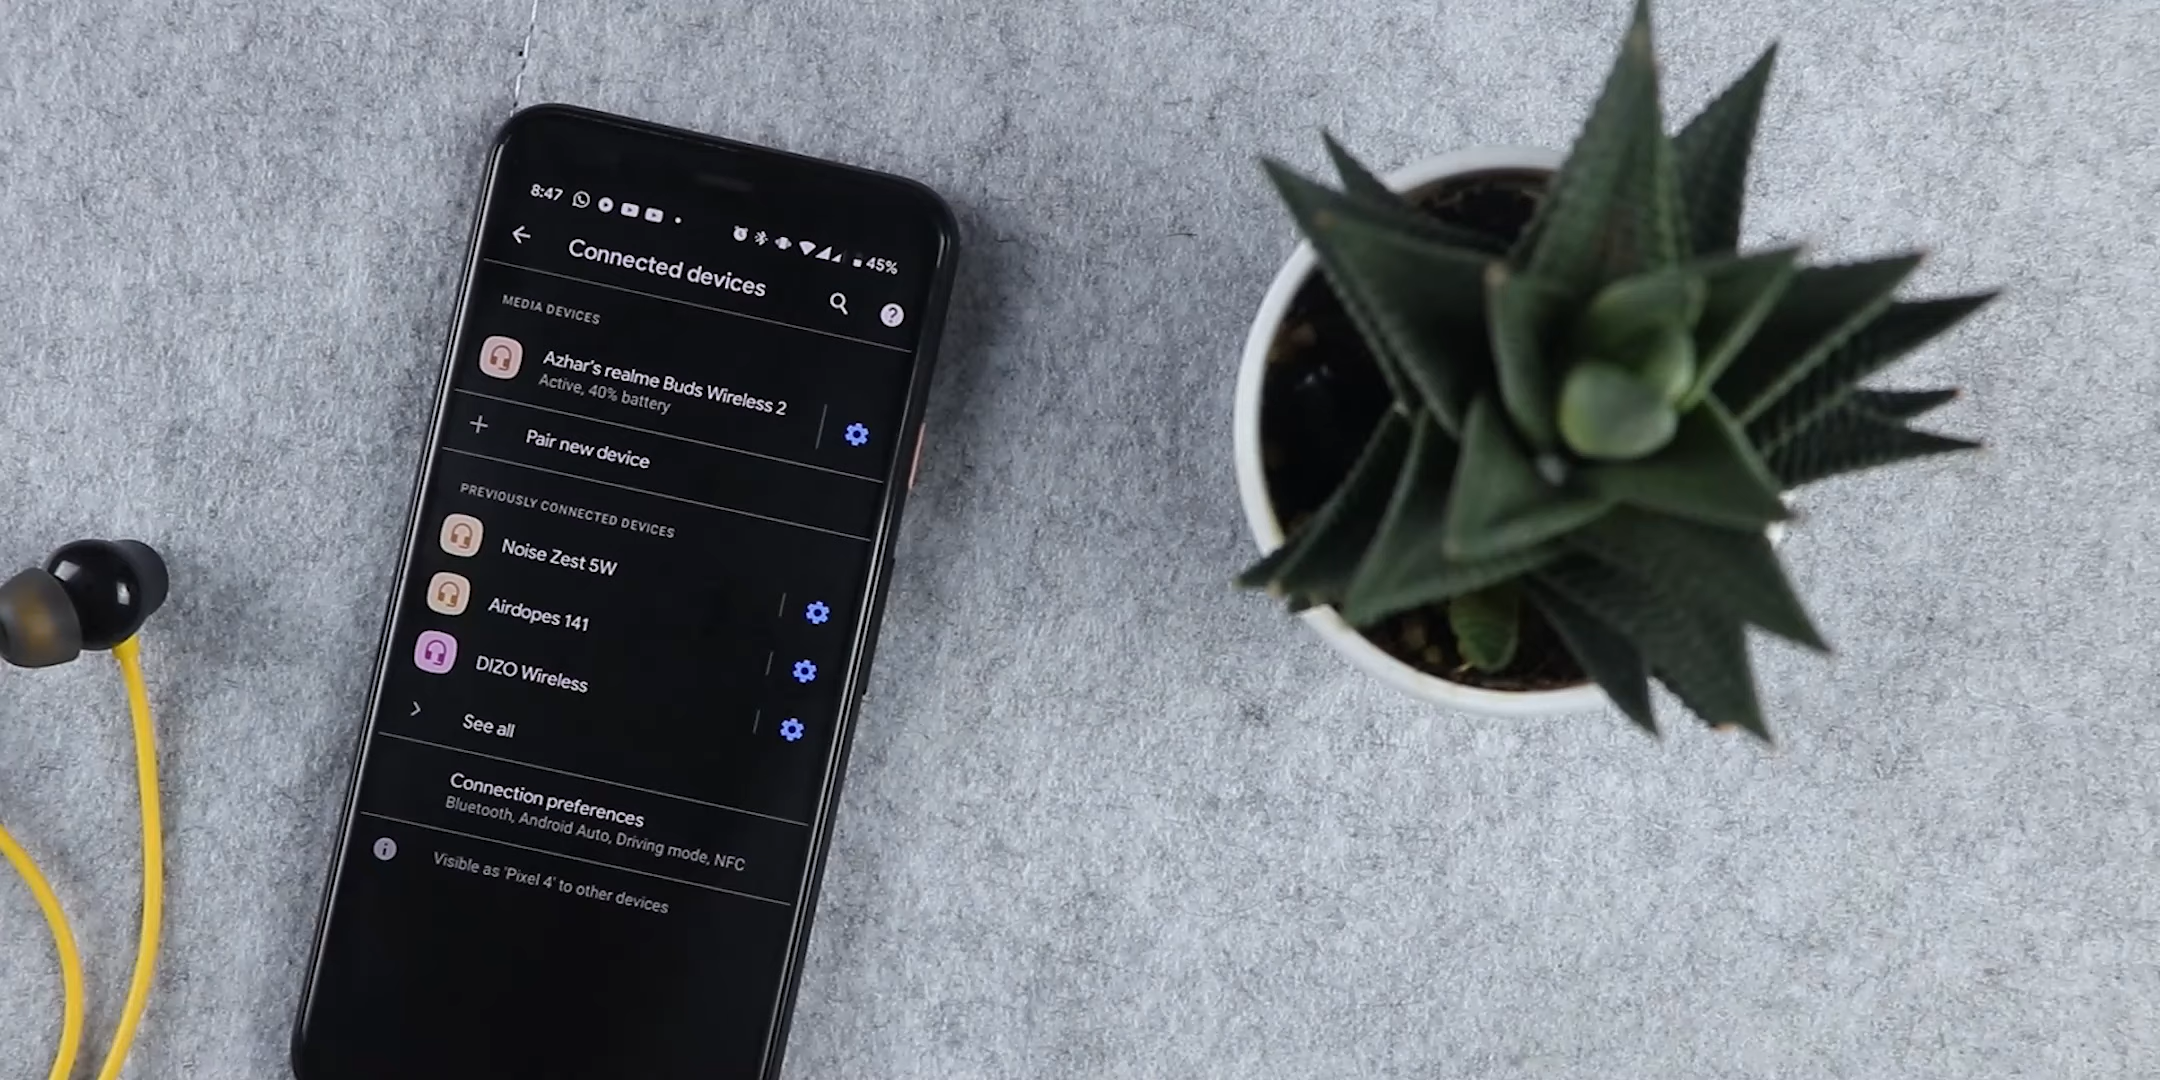 8:47
45%
Connected devices
MEDIA DEVICES
Azhar's realme Buds Wireless 2
Active, 40% battery
Pair new device
PREVIOUSLY CONNECTED DEVICES
Noise Zest 5W
Airdopes 141
DIZO Wireless
See all
Connection preferences
Bluetooth, Android Auto, Driving mode, NFC
Visible as 'Pixel 4' to other devices